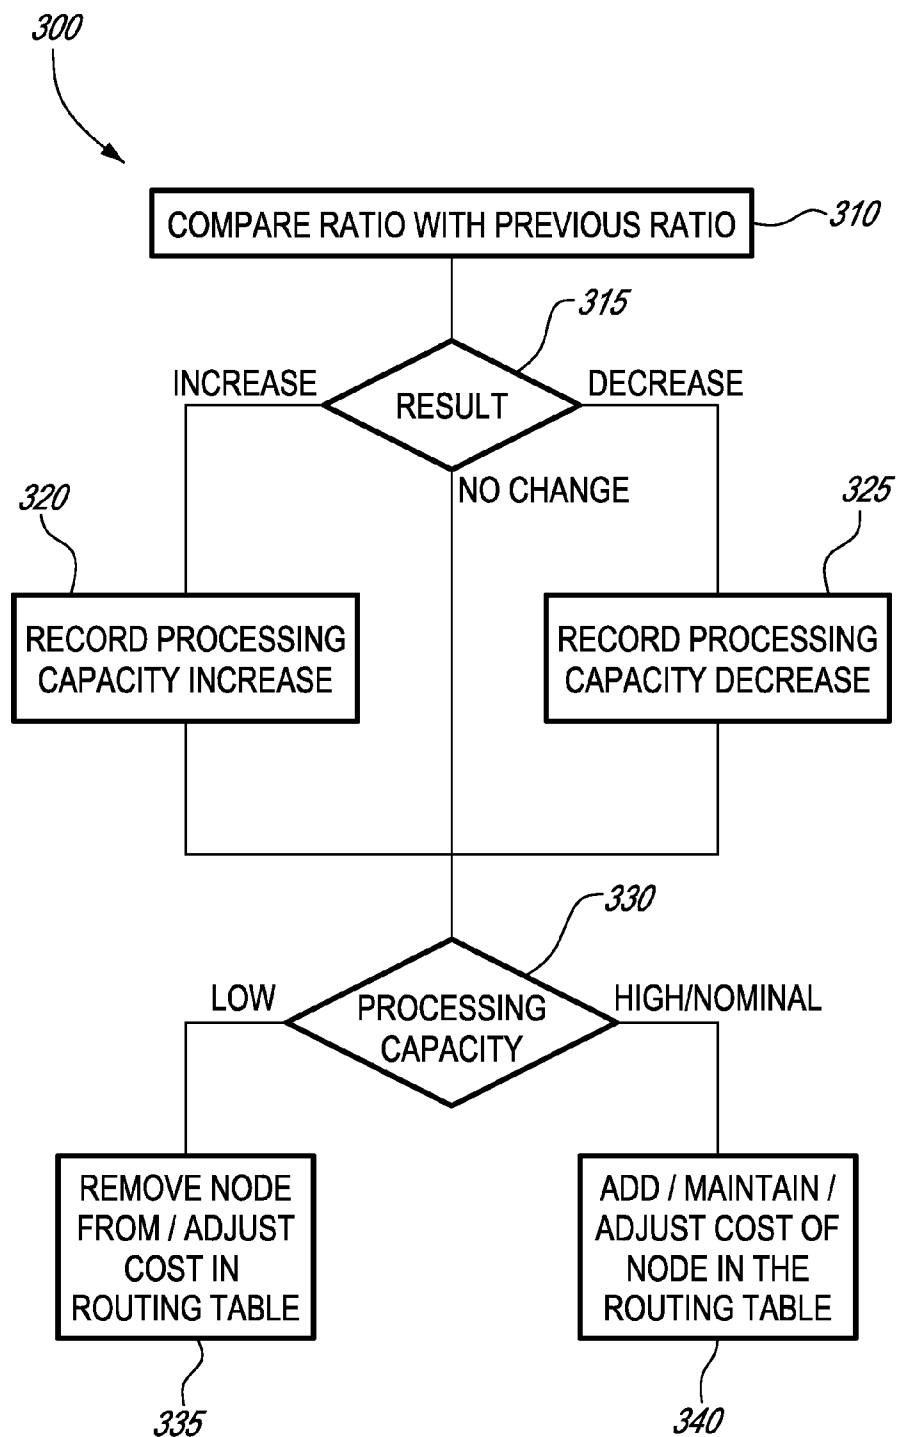 300
COMPARE RATIO WITH PREVIOUS RATIO
310
315
INCREASE
RESULT
DECREASE
NO CHANGE
320
325
RECORD PROCESSING
CAPACITY INCREASE
RECORD PROCESSING
CAPACITY DECREASE
330
LOW
PROCESSING
CAPACITY
HIGH/NOMINAL
REMOVE NODE
FROM / ADJUST
COST IN
ROUTING TABLE
ADD / MAINTAIN /
ADJUST COST OF
NODE IN THE
ROUTING TABLE
335
340